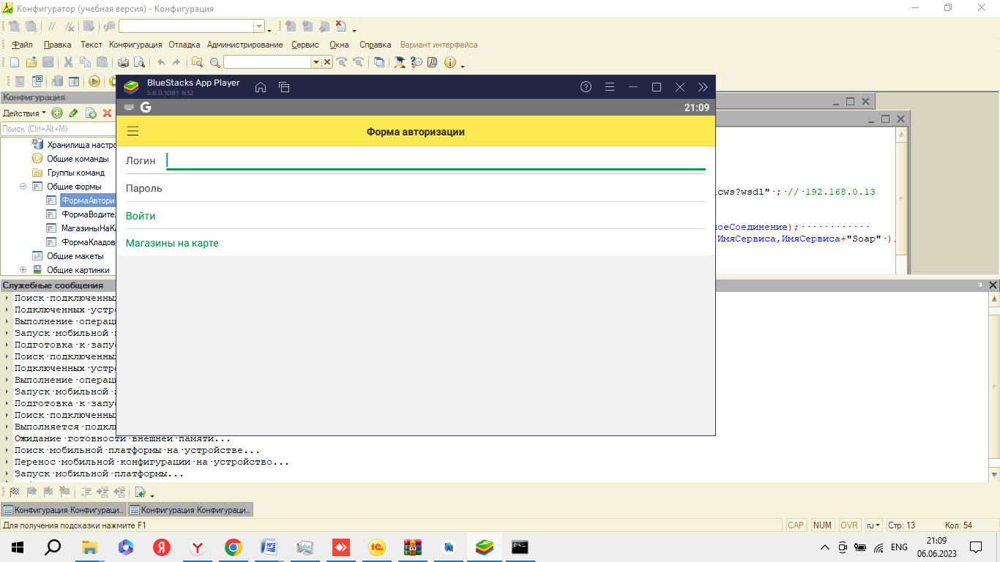 Конфигуратор (учебная версия) - Конфигурация
Файл Правка Текст Конфигурация Отладка Администрирование Сервис Окна Справка Вариант интерфейса
BlueStacks App Player
5.8.0.1081 N32
Конфигурация
21:09
Действия
Форма авторизации
Поиск (Ctrl+Alt+M)
Хранилища настро
Общие команды
Группы команд
Общие формы
ФормаАвтори
ФормаВодите
МагазиныНаК
ФормаКладов
Общие макеты
Общие картинки
Логин
Пароль
Войти
Магазины на карте
cws?wsdl" ; // 192.168.0.13
оеСоединение);
ИмяСервиса,ИмяСервиса+"Soap" ),
Служебные сообщения
Поиск подключенны
Подключенных устро
Выполнение операц
Запуск мобильной
Подготовка к запус
Поиск подключенны
Подключенных устро
Выполнение операц
Запуск мобильной
Подготовка к запус
Поиск подключенны
Выполняется подкл
Ожидание готовности внешней памяти...
Поиск мобильной платформы на устройстве...
Перенос мобильной конфигурации на устройство...
Запуск мобильной платформы...
Конфигурация Конфигураци... Конфигурация Конфигураци...
Для получения подсказки нажмите F1 CAP NUM OVR ru Стр: 13 Кол: 54
ENG 21:09
06.06.2023